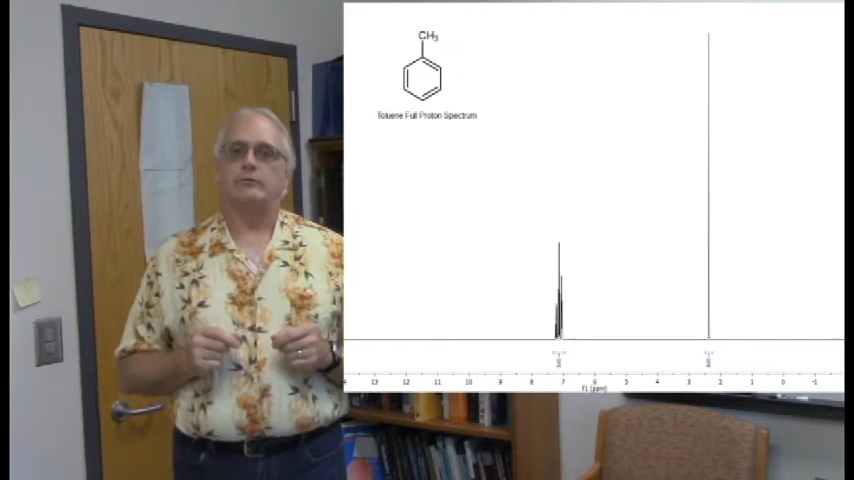 CH3
Toluene Full Proton Spectrum
13 12 11 10 9 8 7 6 5 4 3 2 1 0 -1
f1 (ppm)